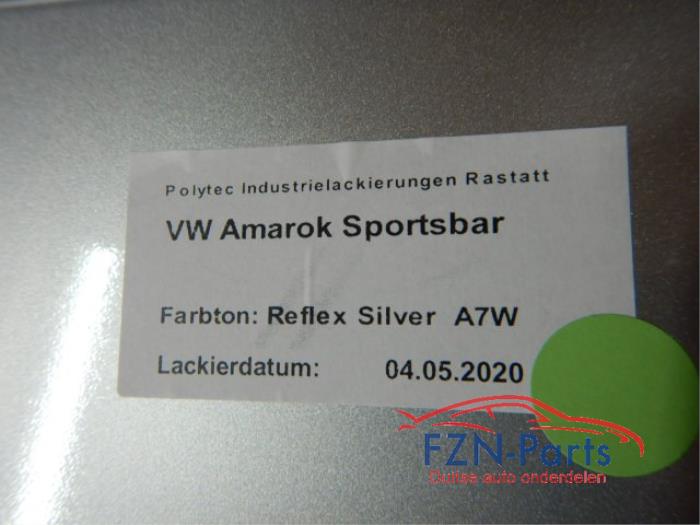 Polytec Industrielackierungen Rastatt
VW Amarok Sportsbar
Farbton: Reflex Silver A7W
Lackierdatum: 04.05.2020
FZN-Parts
Duitse auto onderdelen